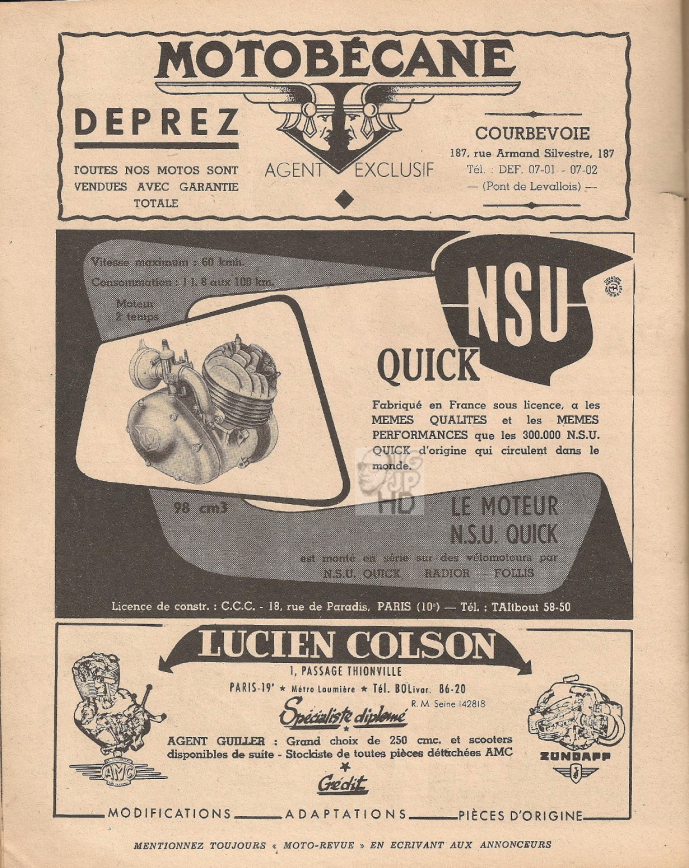 MOTOBÉCANE
DEPREZ
TOUTES NOS MOTOS SONT
VENDUES AVEC GARANTIE
TOTALE
AGENT EXCLUSIF
COURBEVOIE
187, rue Armand Silvestre, 187
Tél. : DEF. 07-01 - 07-02
— (Pont de Levallois) —
Vitesse maximum : 60 kmh.
Consommation : 1 l. 8 aux 100 km.
Moteur
2 temps
NSU
QUICK
Fabriqué en France sous licence, a les
MEMES QUALITES et les MEMES
PERFORMANCES que les 300.000 N.S.U.
QUICK d'origine qui circulent dans le
monde.
HD
98 cm3
LE MOTEUR
N.S.U. QUICK
est monté en série sur des vélomoteurs par
N.S.U. QUICK RADIOR FOLLIS
Licence de constr. : C.C.C. - 18, rue de Paradis, PARIS (10e) — Tél. : TAItbout 58-50
LUCIEN COLSON
1, PASSAGE THIONVILLE
PARIS-19e ★ Métro Laumière ★ Tél. BOLivar. 86-20
R. M. Seine 142818
Spécialiste diplomé
AGENT GUILLER : Grand choix de 250 cmc. et scooters
disponibles de suite - Stockiste de toutes pièces détachées AMC
Crédit
AMC
ZUNDAPP
MODIFICATIONS — ADAPTATIONS — PIÈCES D'ORIGINE
MENTIONNEZ TOUJOURS « MOTO-REVUE » EN ECRIVANT AUX ANNONCEURS